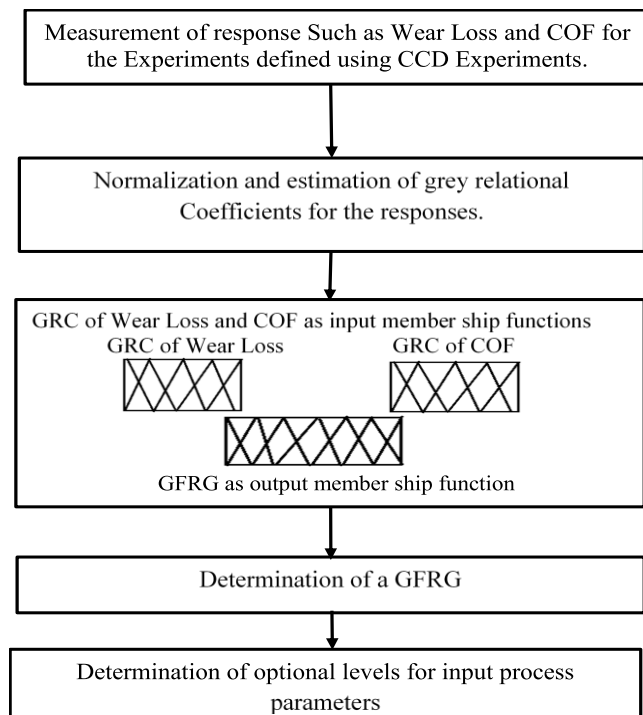 Measurement of response Such as Wear Loss and COF for
the Experiments defined using CCD Experiments.
Normalization and estimation of grey relational
Coefficients for the responses.
GRC of Wear Loss and COF as input member ship functions
GRC of Wear Loss GRC of COF
GFRG as output member ship function
Determination of a GFRG
Determination of optional levels for input process
parameters